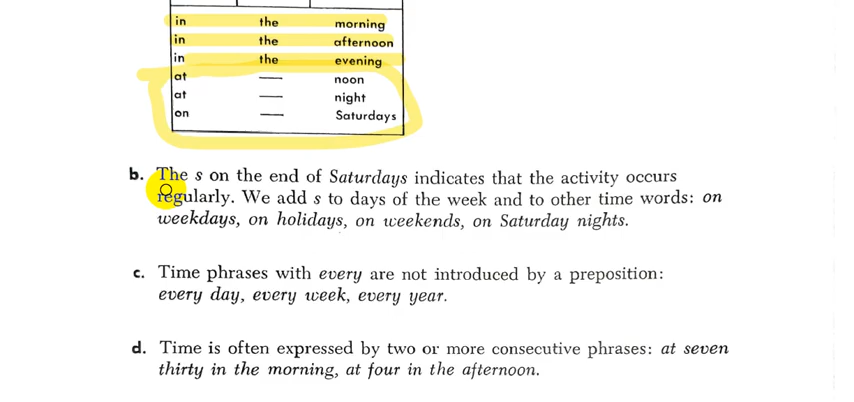 in the morning
in the afternoon
in the evening
at — noon
at — night
on — Saturdays
b. The s on the end of Saturdays indicates that the activity occurs
regularly. We add s to days of the week and to other time words: on
weekdays, on holidays, on weekends, on Saturday nights.
c. Time phrases with every are not introduced by a preposition:
every day, every week, every year.
d. Time is often expressed by two or more consecutive phrases: at seven
thirty in the morning, at four in the afternoon.